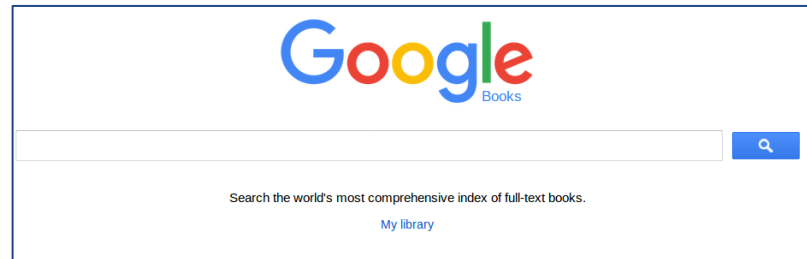 Google
Books
Search the world's most comprehensive index of full-text books.
My library